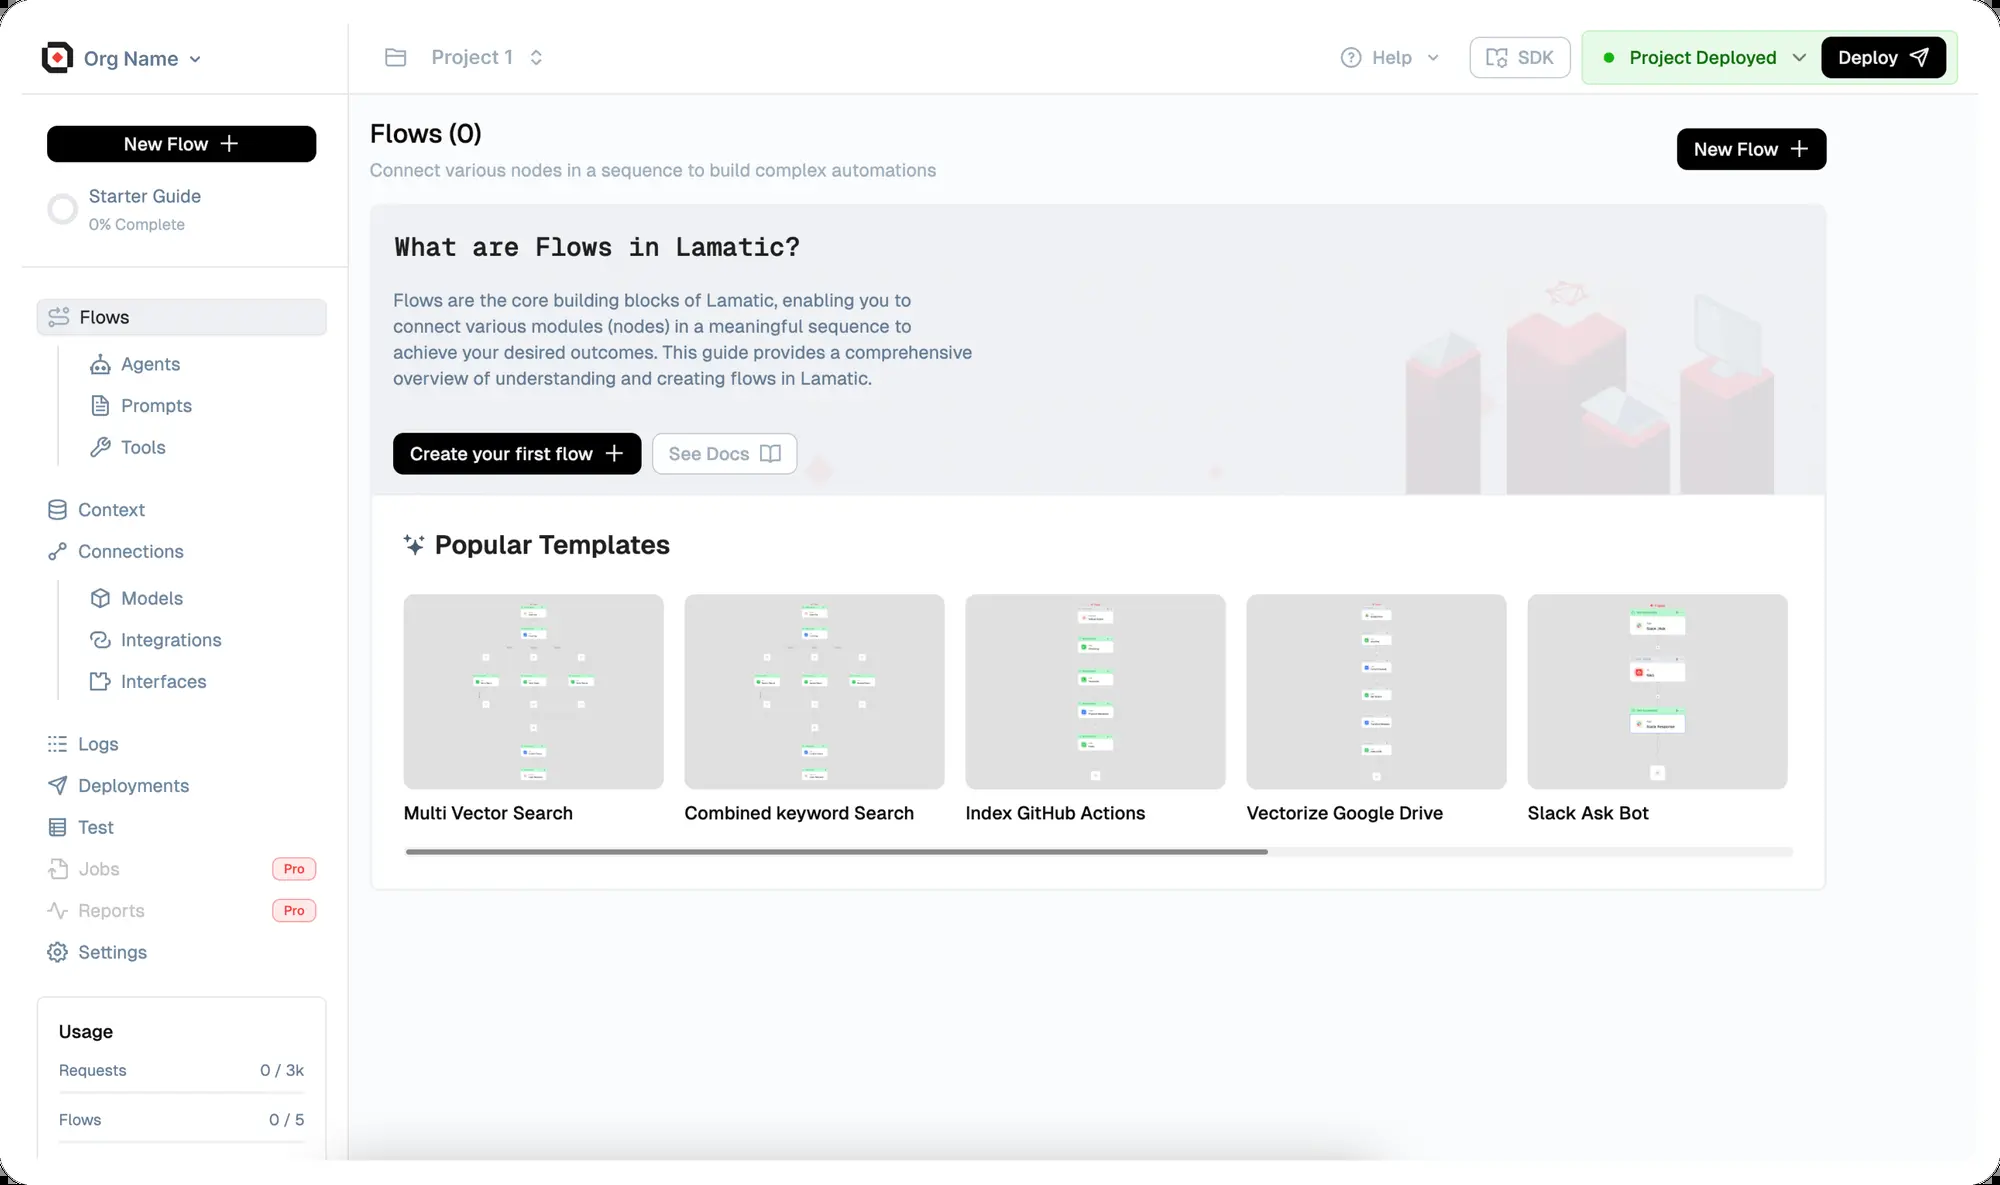 Org Name
Project 1
Help
SDK
Project Deployed
Deploy
New Flow
Starter Guide
0% Complete
Flows
Agents
Prompts
Tools
Context
Connections
Models
Integrations
Interfaces
Logs
Deployments
Test
Jobs
Pro
Reports
Pro
Settings
Usage
Requests 0 / 3k
Flows 0 / 5
Flows (0)
Connect various nodes in a sequence to build complex automations
New Flow
What are Flows in Lamatic?
Flows are the core building blocks of Lamatic, enabling you to
connect various modules (nodes) in a meaningful sequence to
achieve your desired outcomes. This guide provides a comprehensive
overview of understanding and creating flows in Lamatic.
Create your first flow
See Docs
Popular Templates
Multi Vector Search
Combined keyword Search
Index GitHub Actions
Vectorize Google Drive
Slack Ask Bot